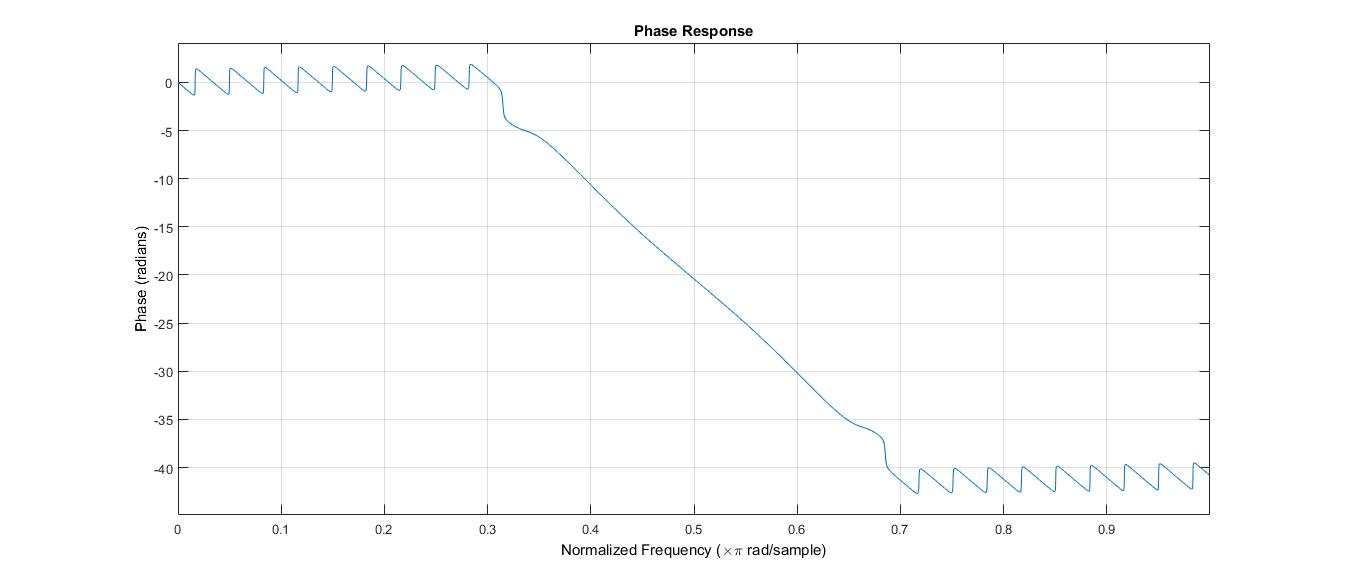 Phase Response
Phase (radians)
0
-5
-10
-15
-20
-25
-30
-35
-40
0 0.1 0.2 0.3 0.4 0.5 0.6 0.7 0.8 0.9
Normalized Frequency (×π rad/sample)